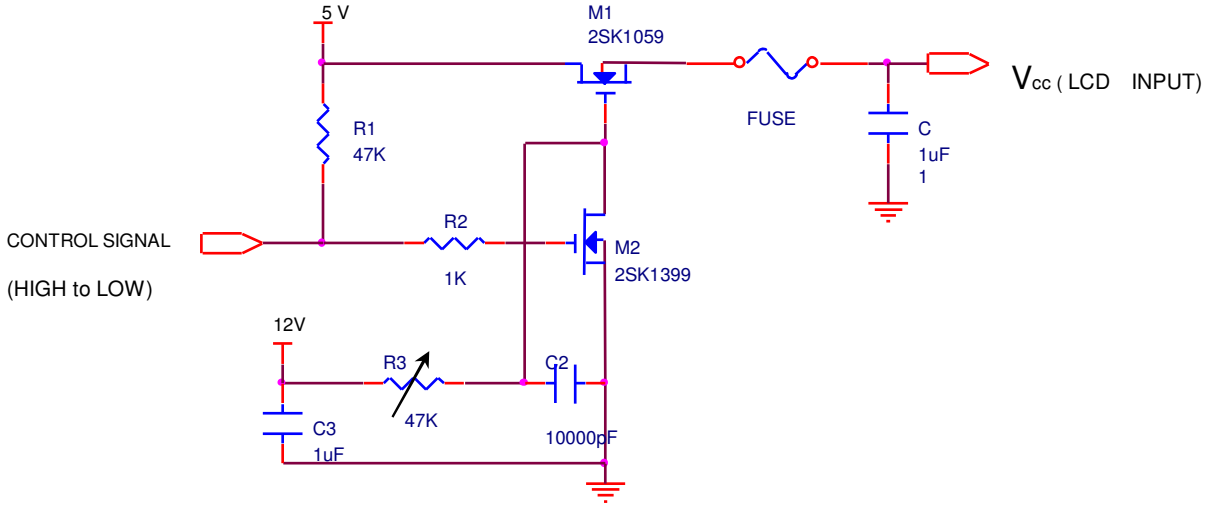 5 V
M1
2SK1059
R1
47K
FUSE
Vcc ( LCD INPUT)
C
1uF
1
CONTROL SIGNAL
(HIGH to LOW)
R2
1K
M2
2SK1399
12V
R3
47K
C2
10000pF
C3
1uF